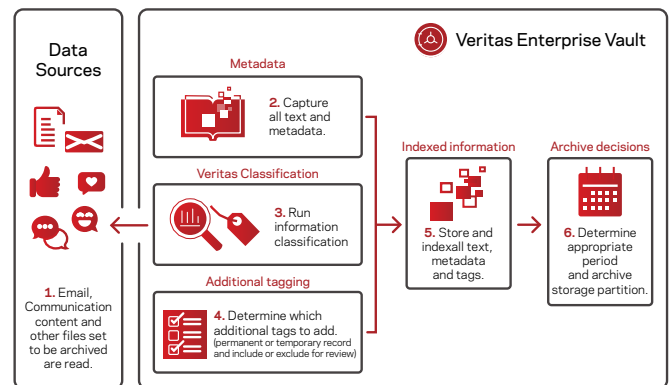 Data
Sources
1. Email,
Communication
content and
other files set
to be archived
are read.
Veritas Enterprise Vault
Metadata
2. Capture
all text and
metadata.
Veritas Classification
3. Run
information
classification
Additional tagging
4. Determine which
additional tags to add.
(permanent or temporary record
and include or exclude for review)
Indexed information
5. Store and
indexall text,
metadata
and tags.
Archive decisions
6. Determine
appropriate
period
and archive
storage partition.